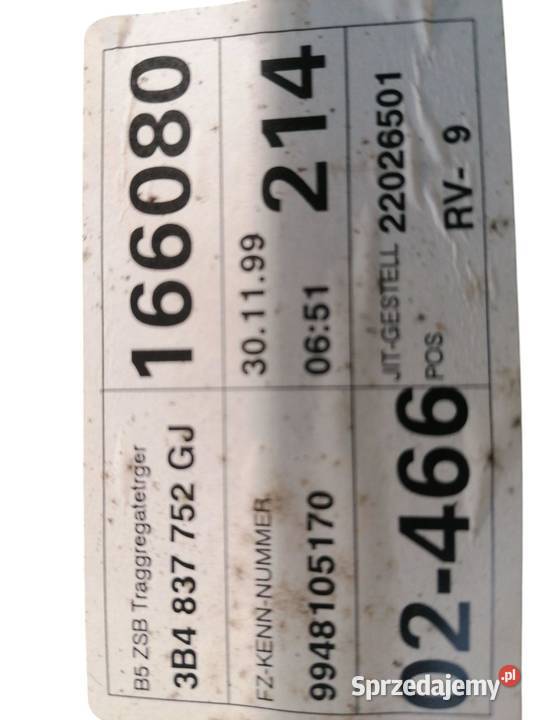 B5 ZSB Traggregatetrger
3B4 837 752 GJ
166080
FZ-KENN-NUMMER
9948105170
30.11.99
06:51
214
02-466
JIT-GESTELL 22026501
POS RV- 9
Sprzedajemy.pl